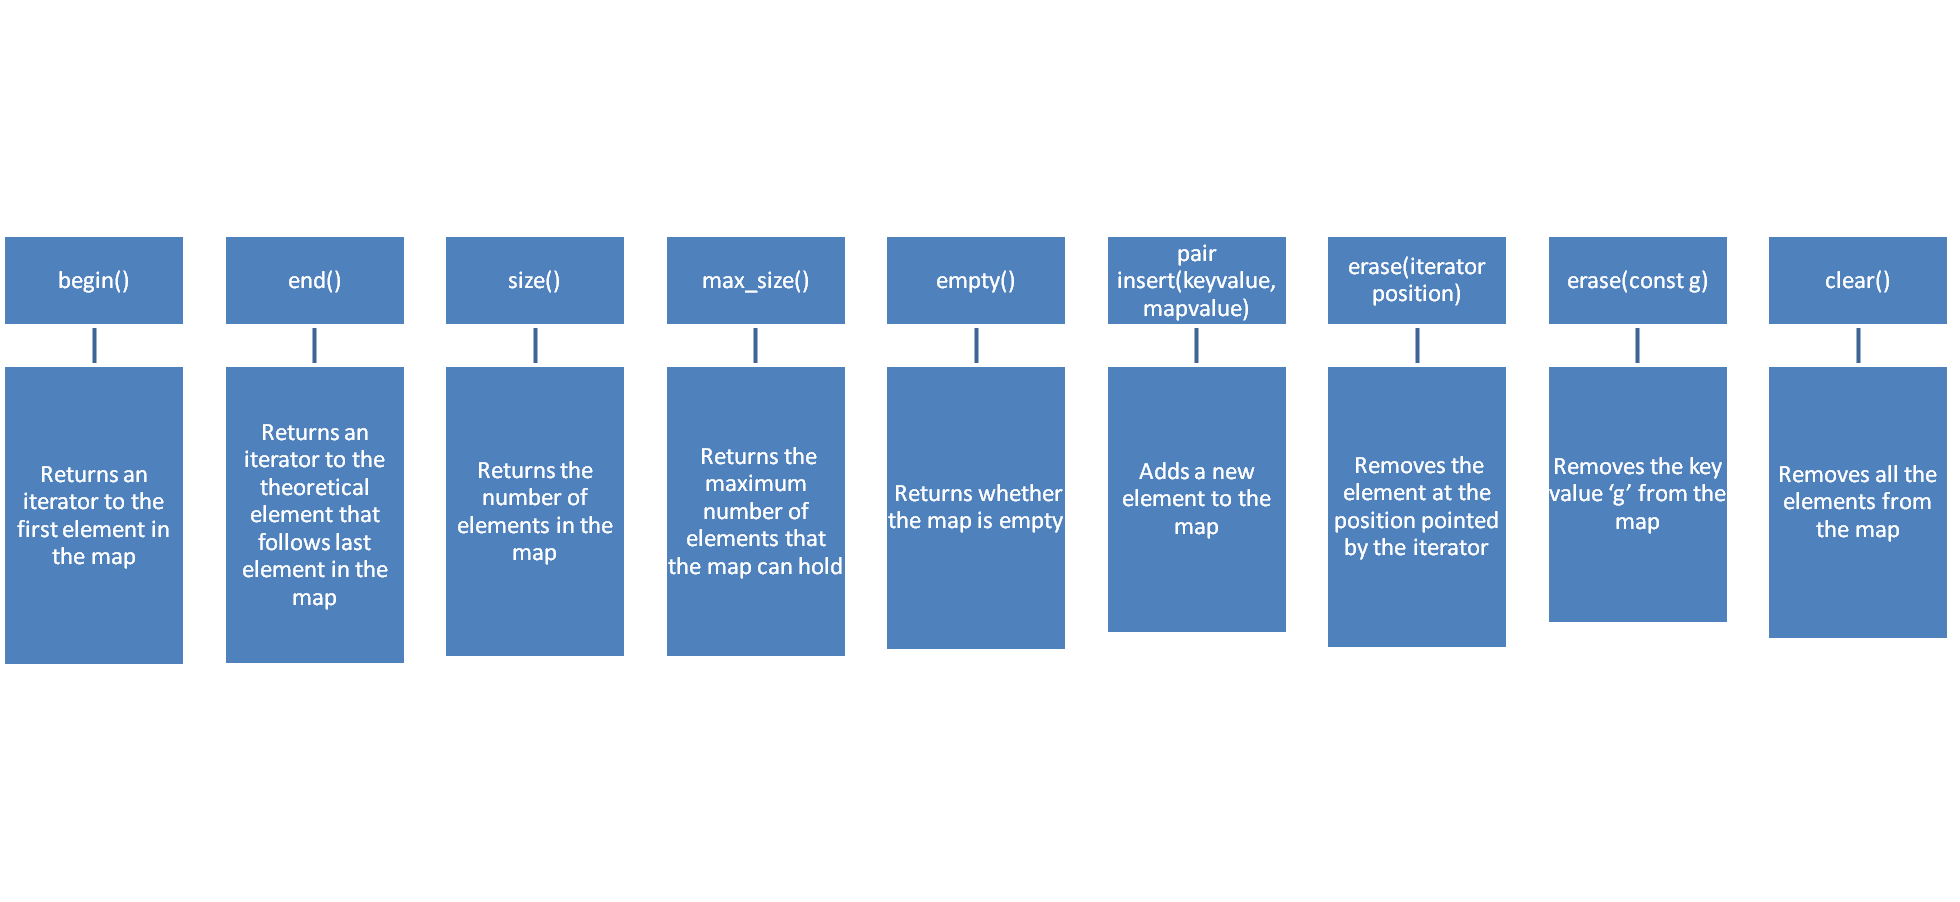 begin()
end()
size()
max_size()
empty()
pair
insert(keyvalue,
mapvalue)
erase(iterator
position)
erase(const g)
clear()
Returns an
iterator to the
first element in
the map
Returns an
iterator to the
theoretical
element that
follows last
element in the
map
Returns the
number of
elements in the
map
Returns the
maximum
number of
elements that
the map can hold
Returns whether
the map is empty
Adds a new
element to the
map
Removes the
element at the
position pointed
by the iterator
Removes the key
value ‘g’ from the
map
Removes all the
elements from
the map